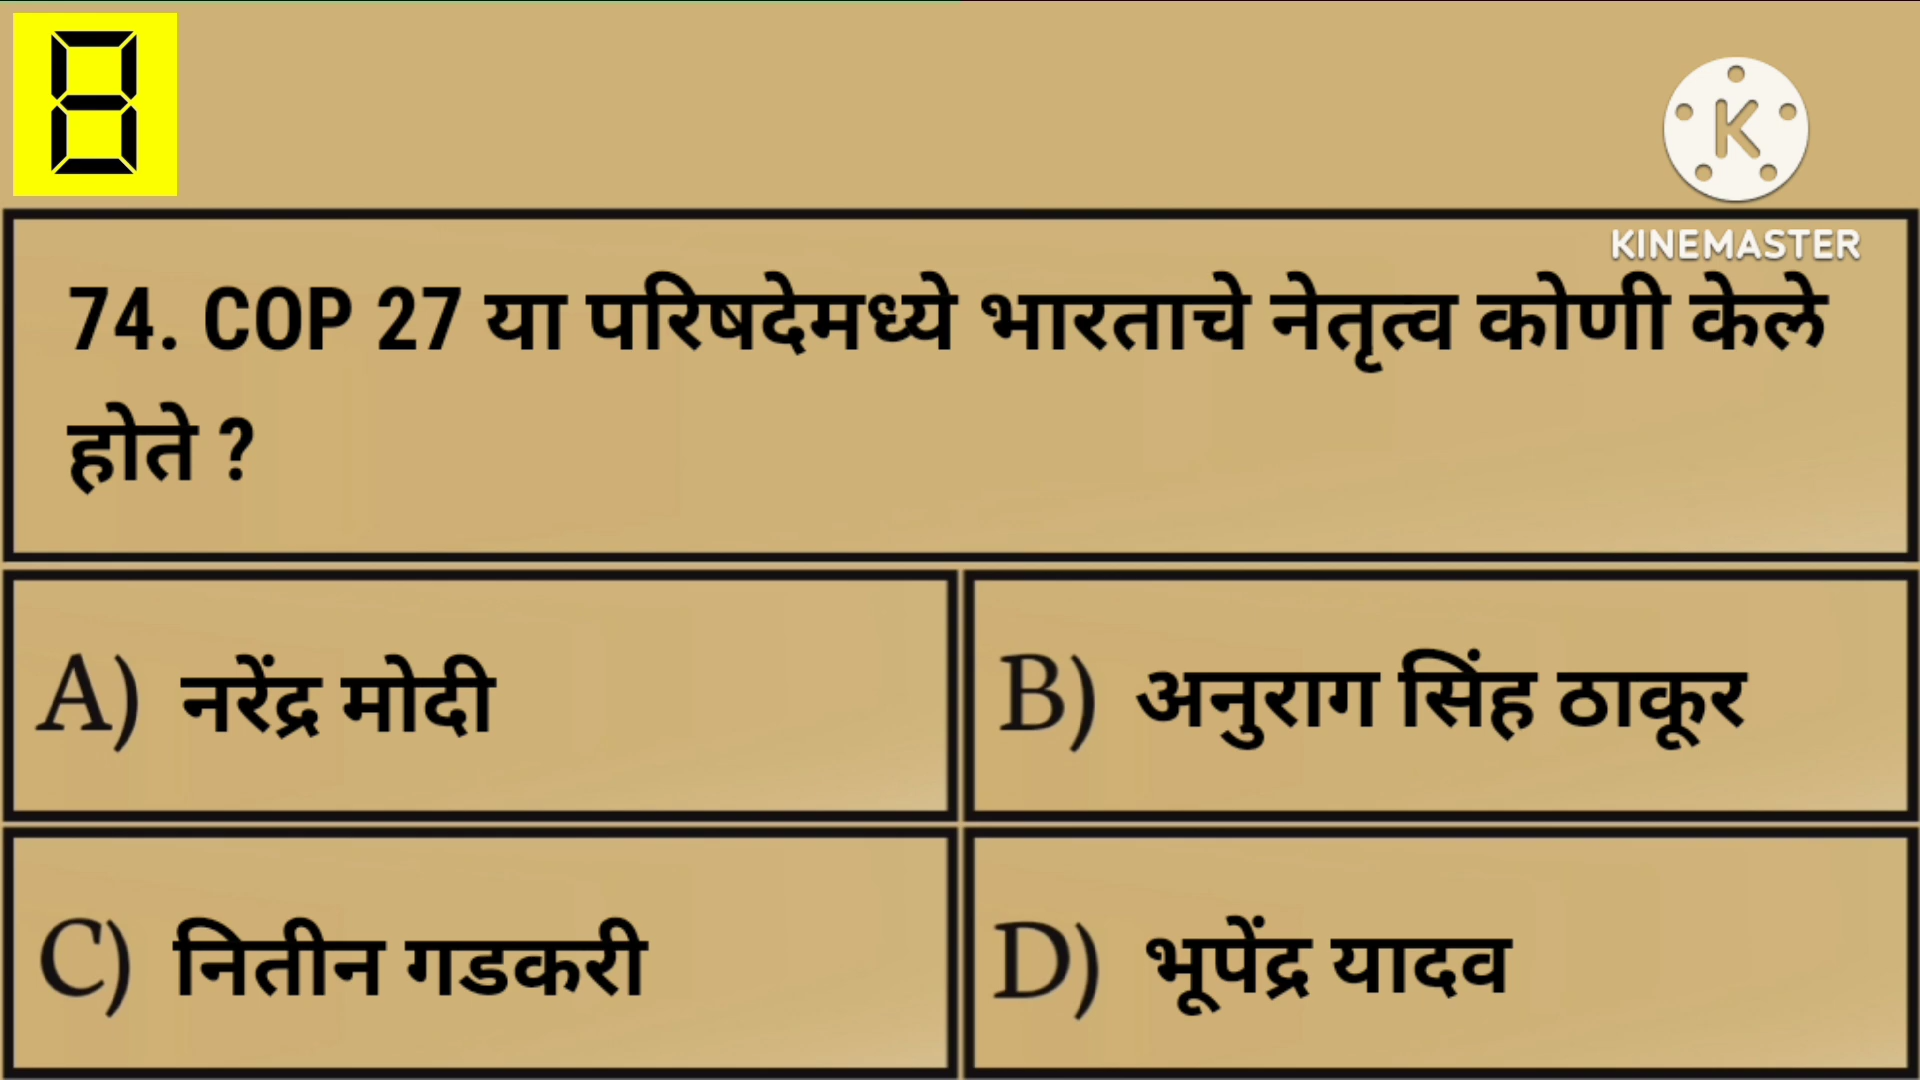 8
K
KINEMASTER
74. COP 27 या परिषदेमध्ये भारताचे नेतृत्व कोणी केले
होते ?
A) नरेंद्र मोदी
B) अनुराग सिंह ठाकूर
C) नितीन गडकरी
D) भूपेंद्र यादव